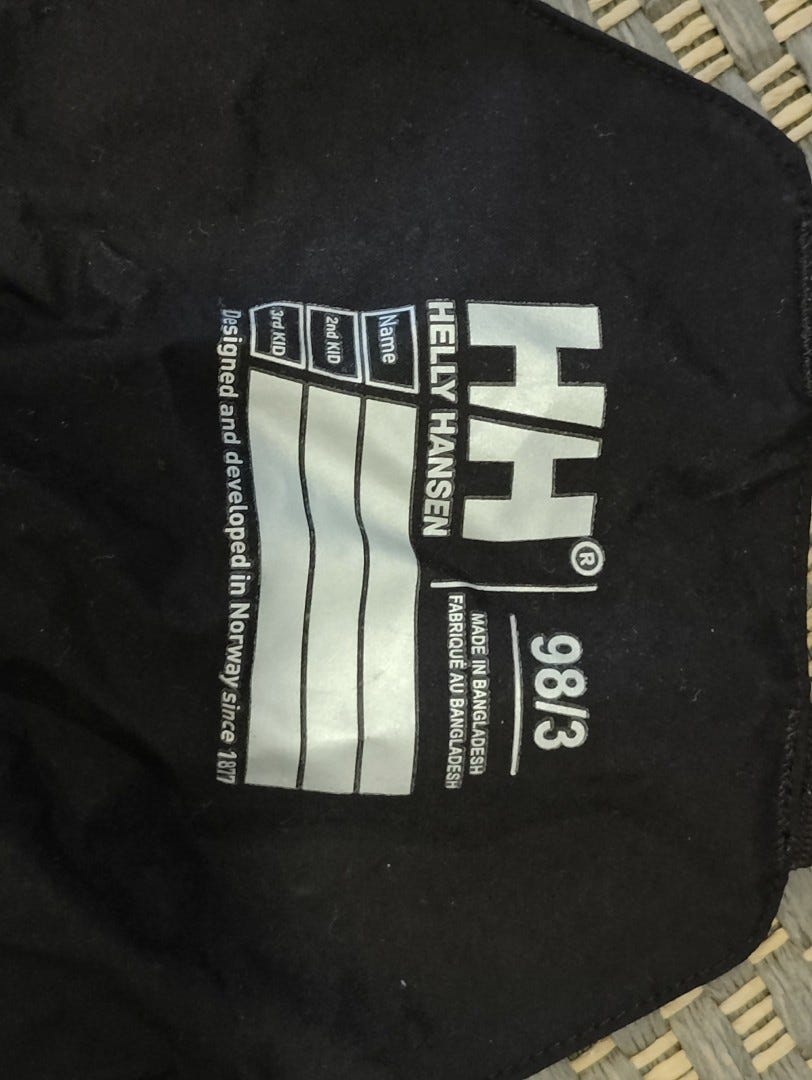 HH®
HELLY HANSEN
98/3
MADE IN BANGLADESH
FABRIQUÉ AU BANGLADESH
Name
2nd KID
3rd KID
Designed and developed in Norway since 1877